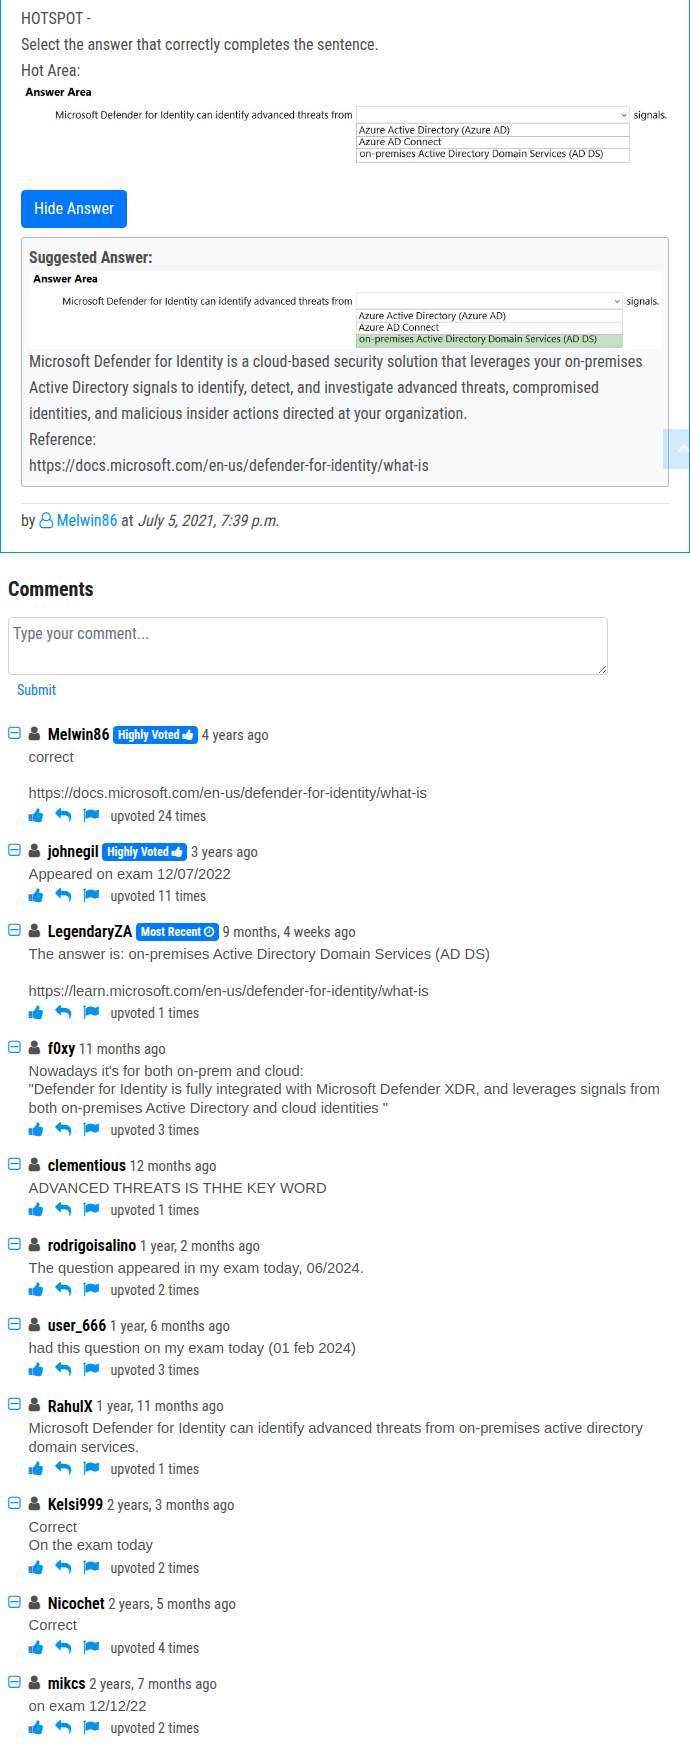 HOTSPOT -
Select the answer that correctly completes the sentence.
Hot Area:
Answer Area
Microsoft Defender for Identity can identify advanced threats from signals.
Azure Active Directory (Azure AD)
Azure AD Connect
on-premises Active Directory Domain Services (AD DS)
Hide Answer
Suggested Answer:
Answer Area
Microsoft Defender for Identity can identify advanced threats from signals.
Azure Active Directory (Azure AD)
Azure AD Connect
on-premises Active Directory Domain Services (AD DS)
Microsoft Defender for Identity is a cloud-based security solution that leverages your on-premises
Active Directory signals to identify, detect, and investigate advanced threats, compromised
identities, and malicious insider actions directed at your organization.
Reference:
https://docs.microsoft.com/en-us/defender-for-identity/what-is
by Melwin86 at July 5, 2021, 7:39 p.m.
Comments
Type your comment...
Submit
Melwin86 Highly Voted 4 years ago
correct
https://docs.microsoft.com/en-us/defender-for-identity/what-is
upvoted 24 times
johnegil Highly Voted 3 years ago
Appeared on exam 12/07/2022
upvoted 11 times
LegendaryZA Most Recent 9 months, 4 weeks ago
The answer is: on-premises Active Directory Domain Services (AD DS)
https://learn.microsoft.com/en-us/defender-for-identity/what-is
upvoted 1 times
f0xy 11 months ago
Nowadays it's for both on-prem and cloud:
"Defender for Identity is fully integrated with Microsoft Defender XDR, and leverages signals from
both on-premises Active Directory and cloud identities "
upvoted 3 times
clementious 12 months ago
ADVANCED THREATS IS THHE KEY WORD
upvoted 1 times
rodrigoisalino 1 year, 2 months ago
The question appeared in my exam today, 06/2024.
upvoted 2 times
user_666 1 year, 6 months ago
had this question on my exam today (01 feb 2024)
upvoted 3 times
RahulX 1 year, 11 months ago
Microsoft Defender for Identity can identify advanced threats from on-premises active directory
domain services.
upvoted 1 times
Kelsi999 2 years, 3 months ago
Correct
On the exam today
upvoted 2 times
Nicochet 2 years, 5 months ago
Correct
upvoted 4 times
mikcs 2 years, 7 months ago
on exam 12/12/22
upvoted 2 times